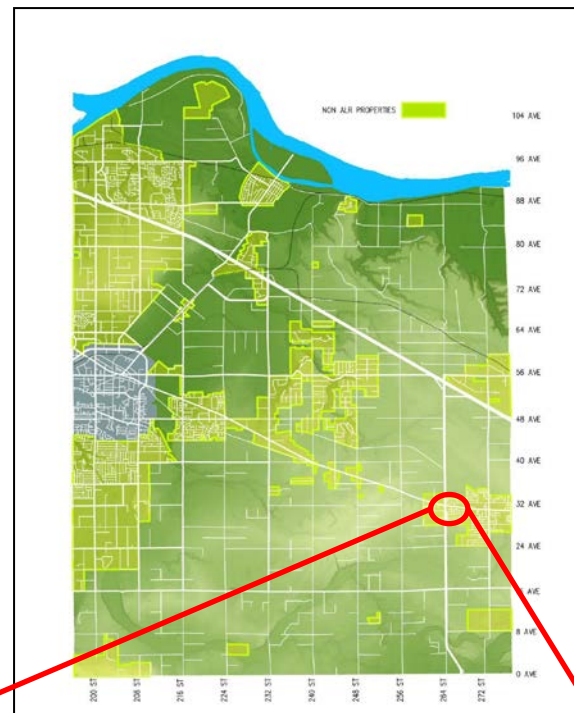 NON ALR PROPERTIES
104 AVE
96 AVE
88 AVE
80 AVE
72 AVE
64 AVE
56 AVE
48 AVE
40 AVE
32 AVE
24 AVE
AVE
8 AVE
0 AVE
200 ST
208 ST
216 ST
224 ST
232 ST
240 ST
248 ST
256 ST
264 ST
272 ST